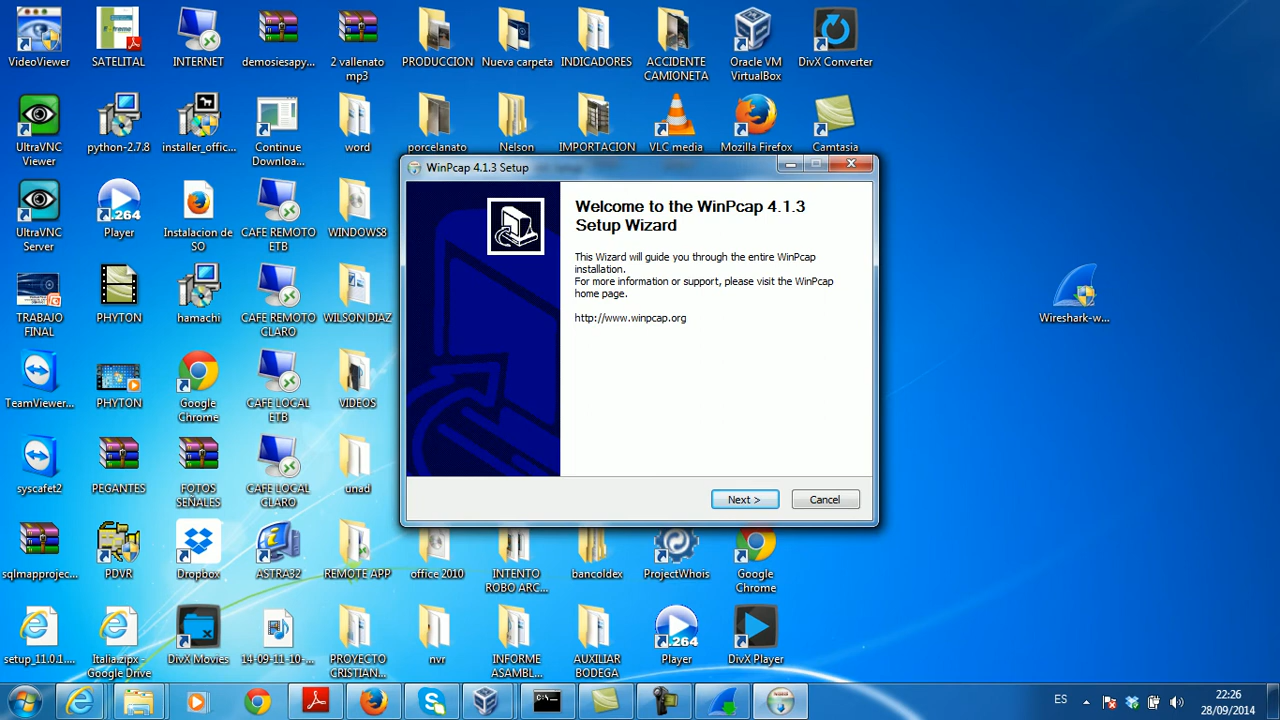 VideoViewer
SATELITAL
INTERNET
demosiesapy...
2 vallenato
mp3
PRODUCCION
Nueva carpeta
INDICADORES
ACCIDENTE
CAMIONETA
Oracle VM
VirtualBox
DivX Converter
UltraVNC
Viewer
python-2.7.8
installer_offic...
Continue
Downloa...
word
porcelanato
Nelson
IMPORTACION
VLC media
Mozilla Firefox
Camtasia
UltraVNC
Server
.264
Player
Instalacion de
SO
CAFE REMOTO
ETB
WINDOWS8
TRABAJO
FINAL
PHYTON
hamachi
CAFE REMOTO
CLARO
WILSON DIAZ
TeamViewer...
PHYTON
Google
Chrome
CAFE LOCAL
ETB
VIDEOS
syscafet2
PEGANTES
FOTOS
SEÑALES
CAFE LOCAL
CLARO
unad
sqlmapprojec...
PDVR
Dropbox
ASTRA32
REMOTE APP
office 2010
INTENTO
ROBO ARC...
bancoldex
ProjectWhois
Google
Chrome
setup_11.0.1....
Italia.zipx -
Google Drive
DivX Movies
14-09-11-10-...
PROYECTO
CRISTIAN...
nvr
INFORME
ASAMBL...
AUXILIAR
BODEGA
.264
Player
DivX Player
Wireshark-w...
WinPcap 4.1.3 Setup
Welcome to the WinPcap 4.1.3
Setup Wizard
This Wizard will guide you through the entire WinPcap
installation.
For more information or support, please visit the WinPcap
home page.
http://www.winpcap.org
Next >
Cancel
ES
22:26
28/09/2014